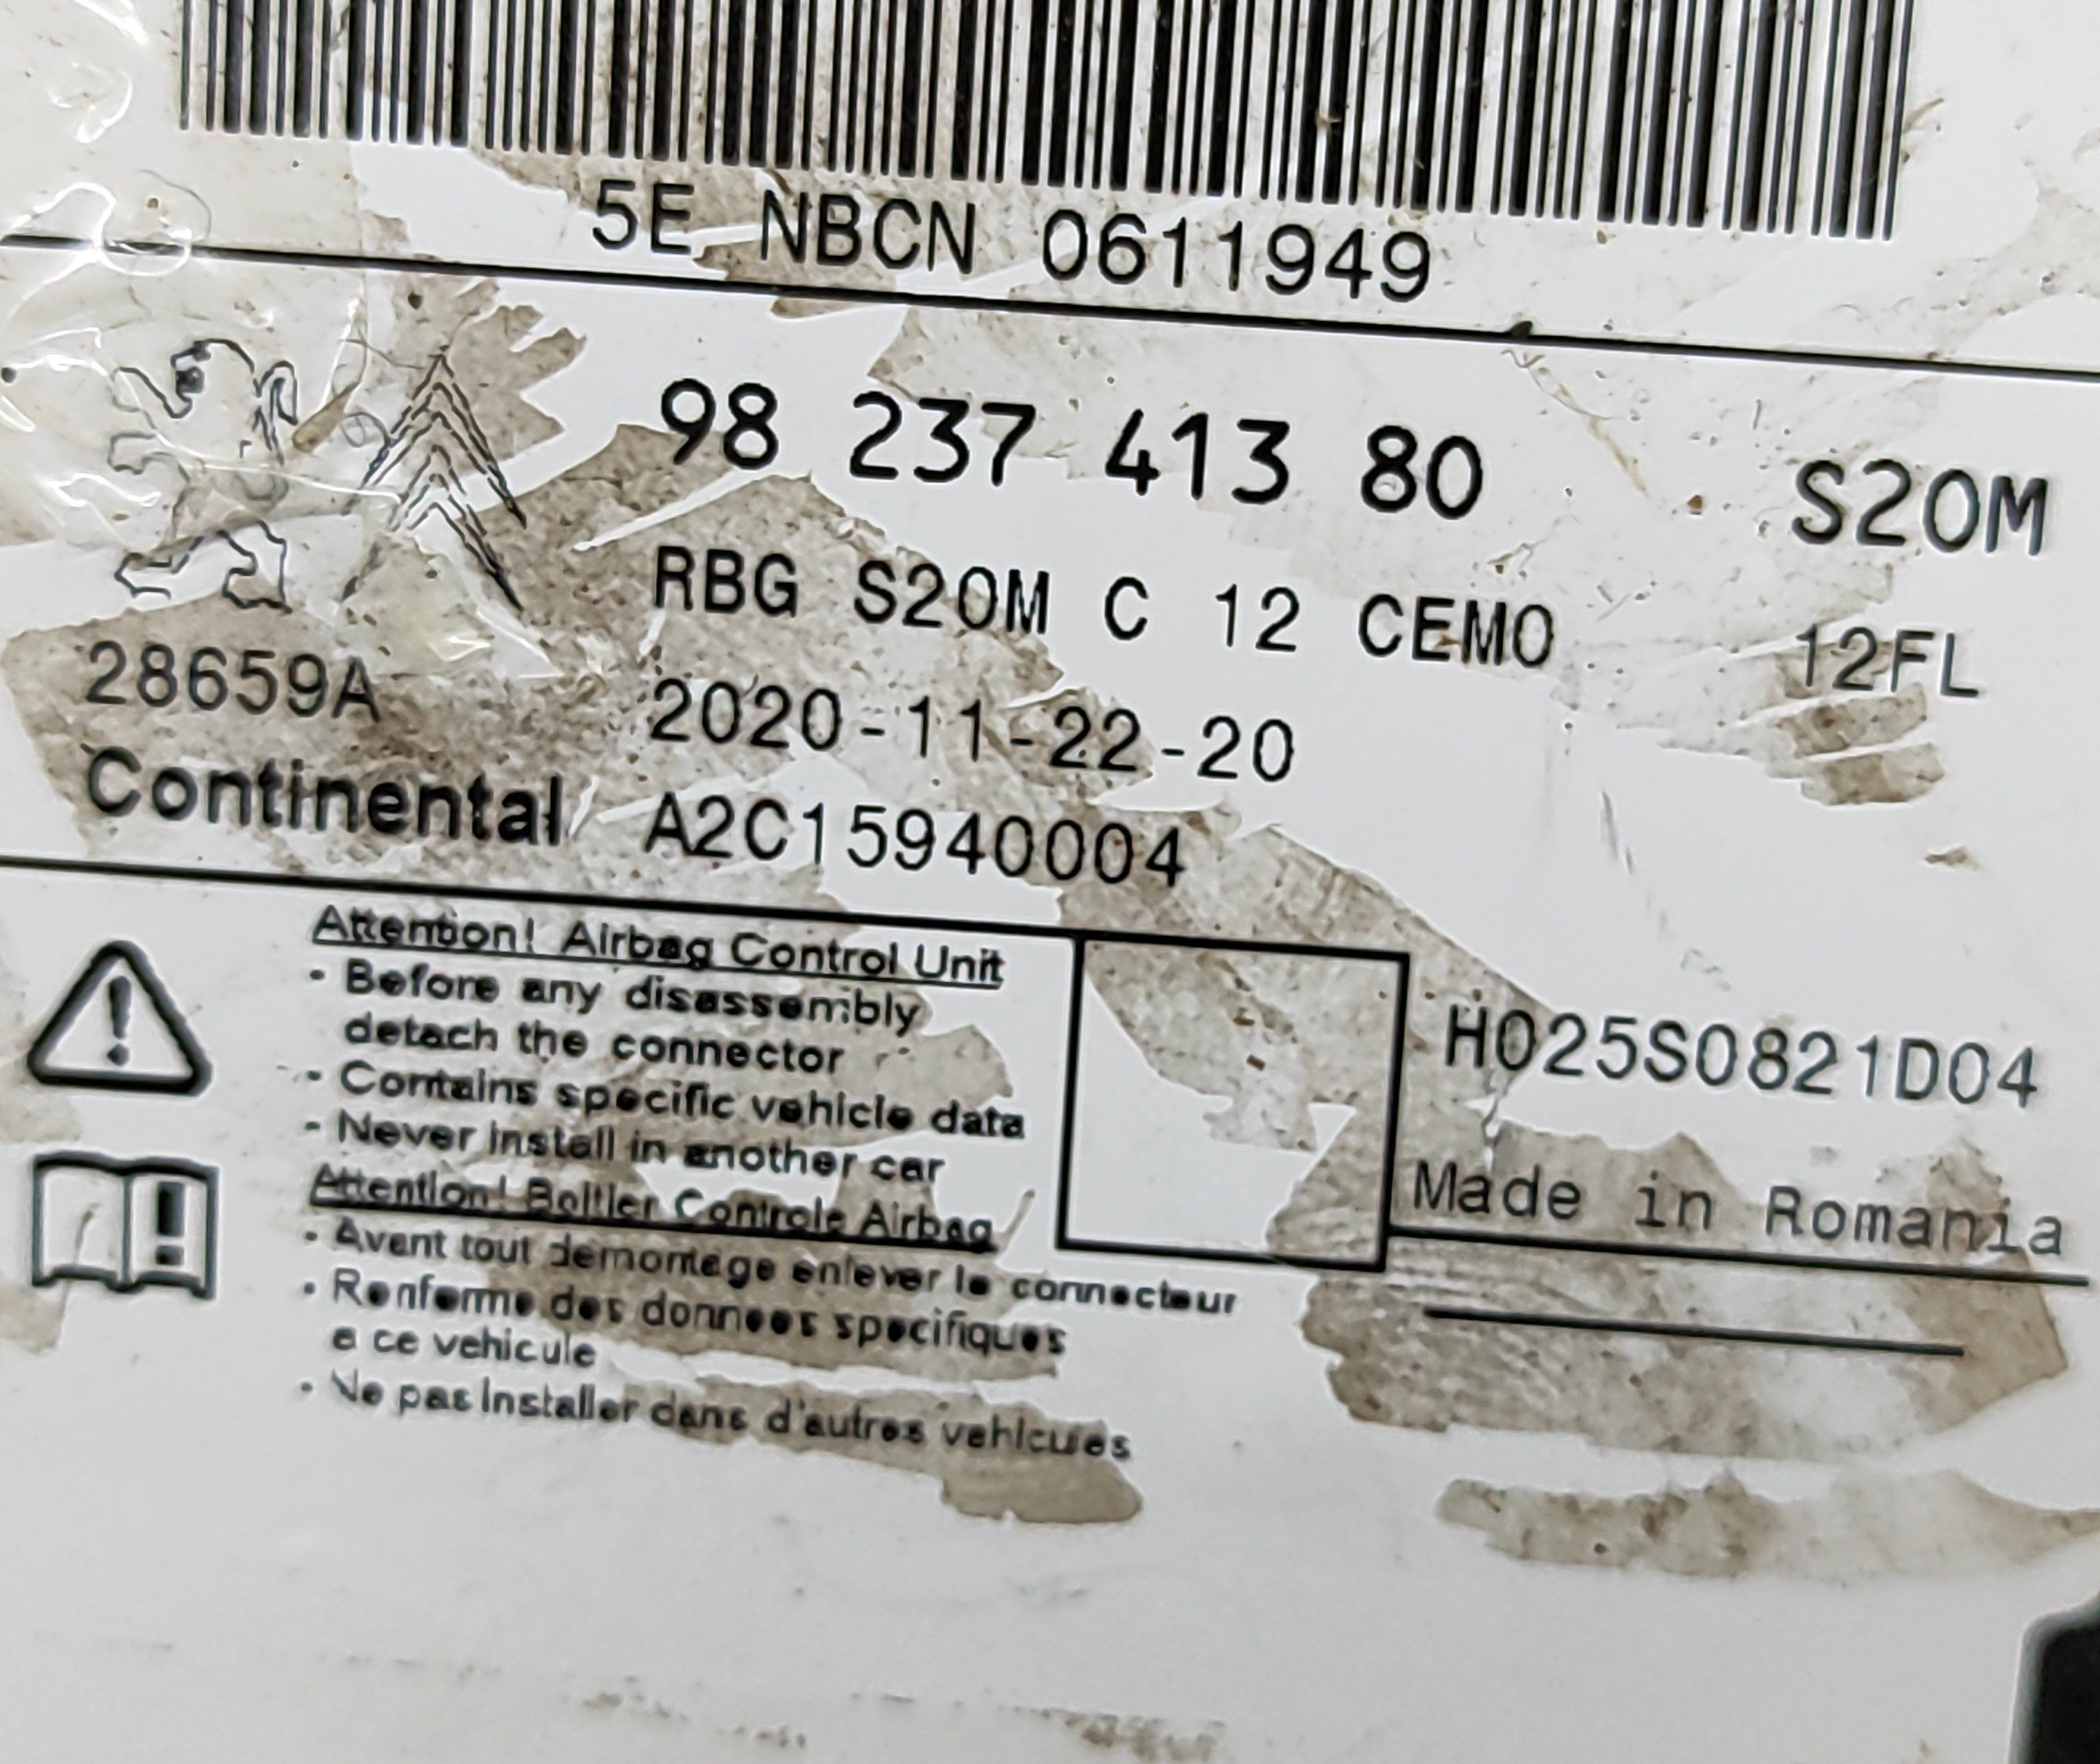 5E NBCN 0611949
98 237 413 80 S20M
RBG S20M C 12 CEM0 12FL
28659A 2020-11-22-20
Continental A2C15940004
Attention! Airbag Control Unit
- Before any disassembly
detach the connector
- Contains specific vehicle data
- Never install in another car
Attention! Boitier Controle Airbag
- Avant tout demontage enlever le connecteur
- Renferme des donnees specifiques
a ce vehicule
- Ne pas installer dans d'autres vehicules
H025S0821D04
Made in Romania